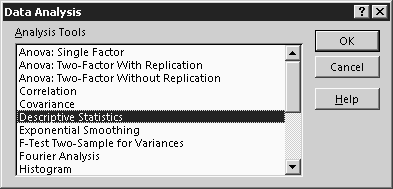 Data Analysis
Analysis Tools
Anova: Single Factor
Anova: Two-Factor With Replication
Anova: Two-Factor Without Replication
Correlation
Covariance
Descriptive Statistics
Exponential Smoothing
F-Test Two-Sample for Variances
Fourier Analysis
Histogram
OK
Cancel
Help